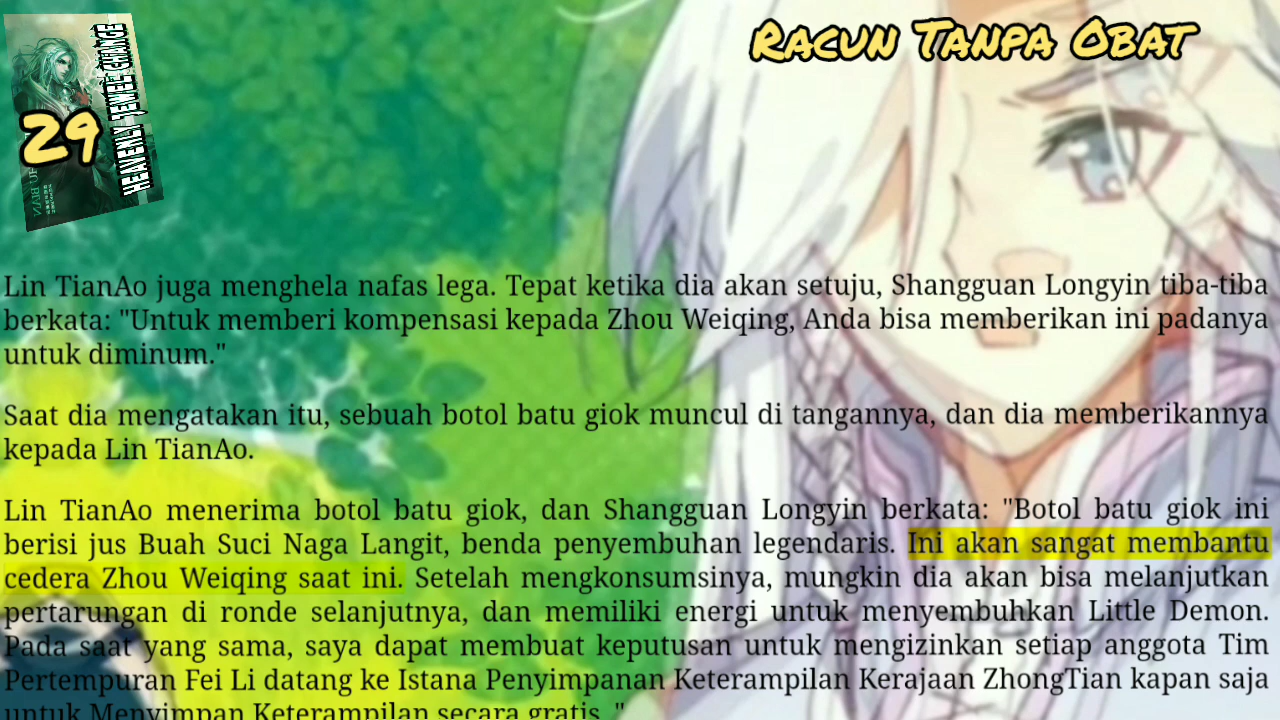 Racun Tanpa Obat
HEAVENLY JEWEL CHANGE
29
Lin TianAo juga menghela nafas lega. Tepat ketika dia akan setuju, Shangguan Longyin tiba-tiba
berkata: "Untuk memberi kompensasi kepada Zhou Weiqing, Anda bisa memberikan ini padanya
untuk diminum."
Saat dia mengatakan itu, sebuah botol batu giok muncul di tangannya, dan dia memberikannya
kepada Lin TianAo.
Lin TianAo menerima botol batu giok, dan Shangguan Longyin berkata: "Botol batu giok ini
berisi jus Buah Suci Naga Langit, benda penyembuhan legendaris. Ini akan sangat membantu
cedera Zhou Weiqing saat ini. Setelah mengkonsumsinya, mungkin dia akan bisa melanjutkan
pertarungan di ronde selanjutnya, dan memiliki energi untuk menyembuhkan Little Demon.
Pada saat yang sama, saya dapat membuat keputusan untuk mengizinkan setiap anggota Tim
Pertempuran Fei Li datang ke Istana Penyimpanan Keterampilan Kerajaan ZhongTian kapan saja
untuk Menyimpan Keterampilan secara gratis. "